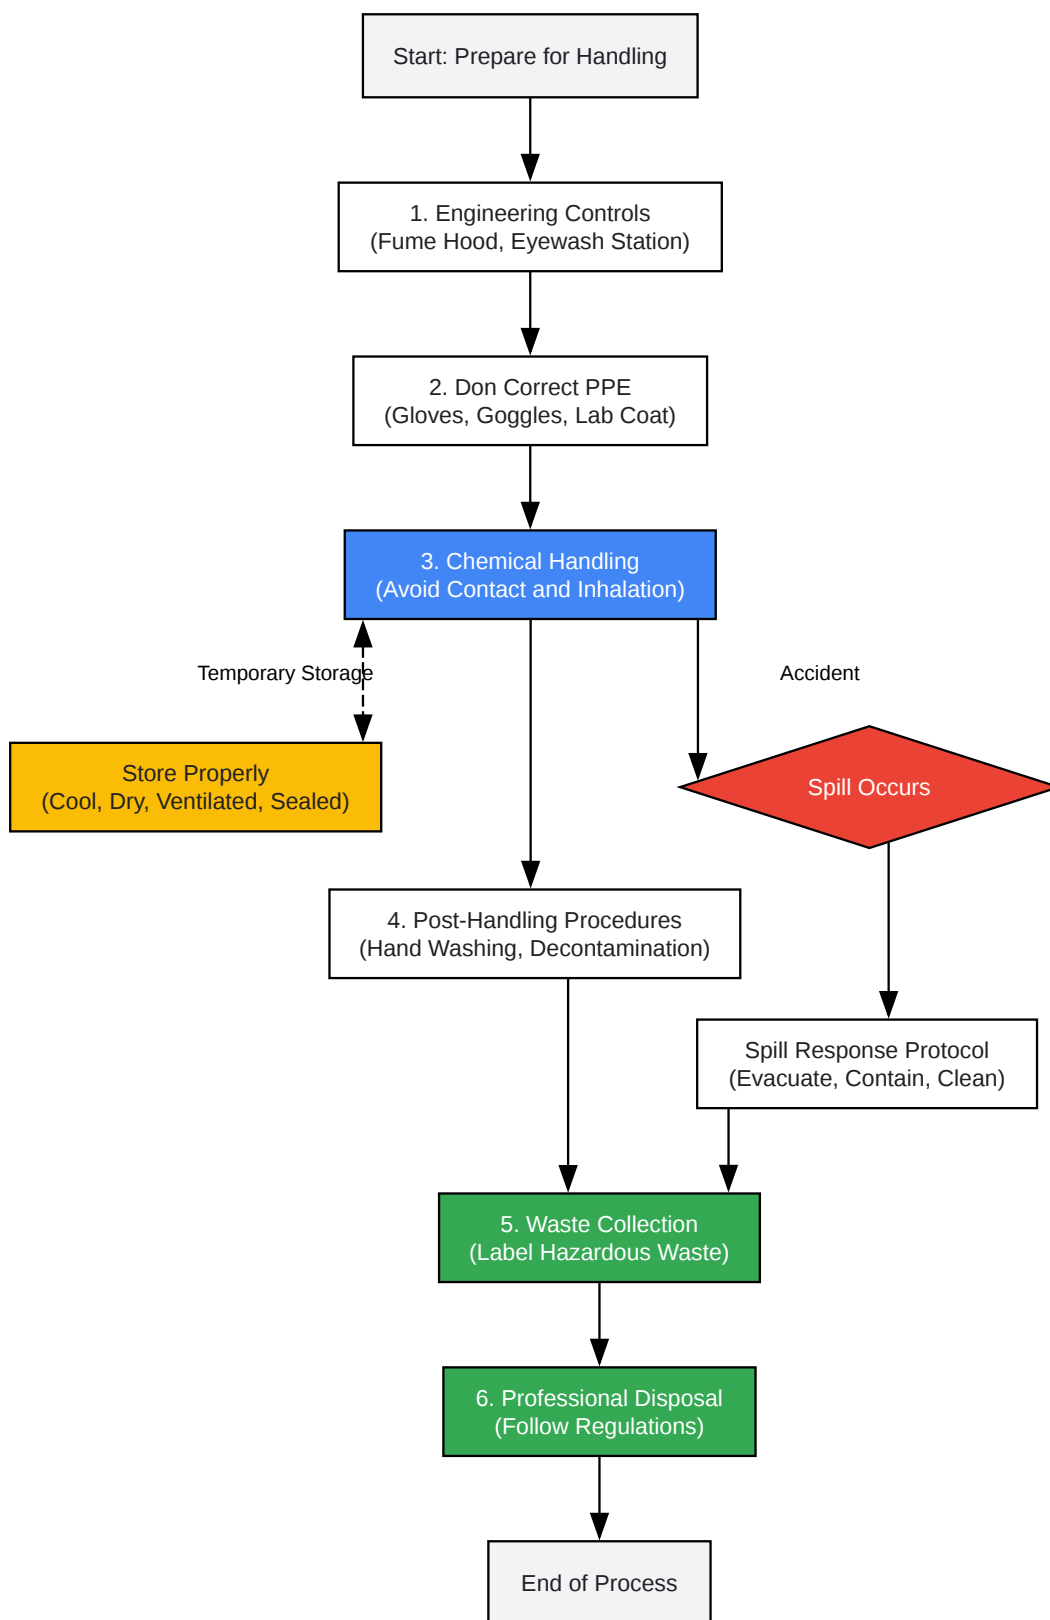 Start: Prepare for Handling
1. Engineering Controls
(Fume Hood, Eyewash Station)
2. Don Correct PPE
(Gloves, Goggles, Lab Coat)
3. Chemical Handling
(Avoid Contact and Inhalation)
Temporary Storage
Accident
Store Properly
(Cool, Dry, Ventilated, Sealed)
Spill Occurs
4. Post-Handling Procedures
(Hand Washing, Decontamination)
Spill Response Protocol
(Evacuate, Contain, Clean)
5. Waste Collection
(Label Hazardous Waste)
6. Professional Disposal
(Follow Regulations)
End of Process